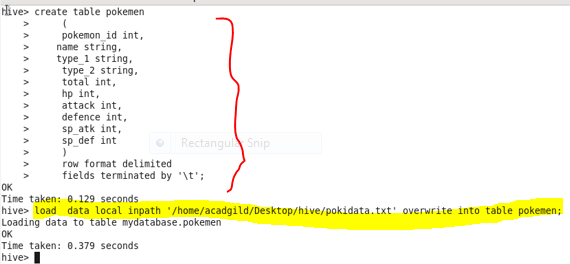 hive> create table pokemen
> (
> pokemon_id int,
> name string,
> type_1 string,
> type_2 string,
> total int,
> hp int,
> attack int,
> defence int,
> sp_atk int,
> sp_def int
> )
> row format delimited
> fields terminated by '\t';
OK
Time taken: 0.129 seconds
hive> load  data local inpath '/home/acadgild/Desktop/hive/pokidata.txt' overwrite into table pokemen;
Loading data to table mydatabase.pokemen
OK
Time taken: 0.379 seconds
hive>
Rectangular Snip